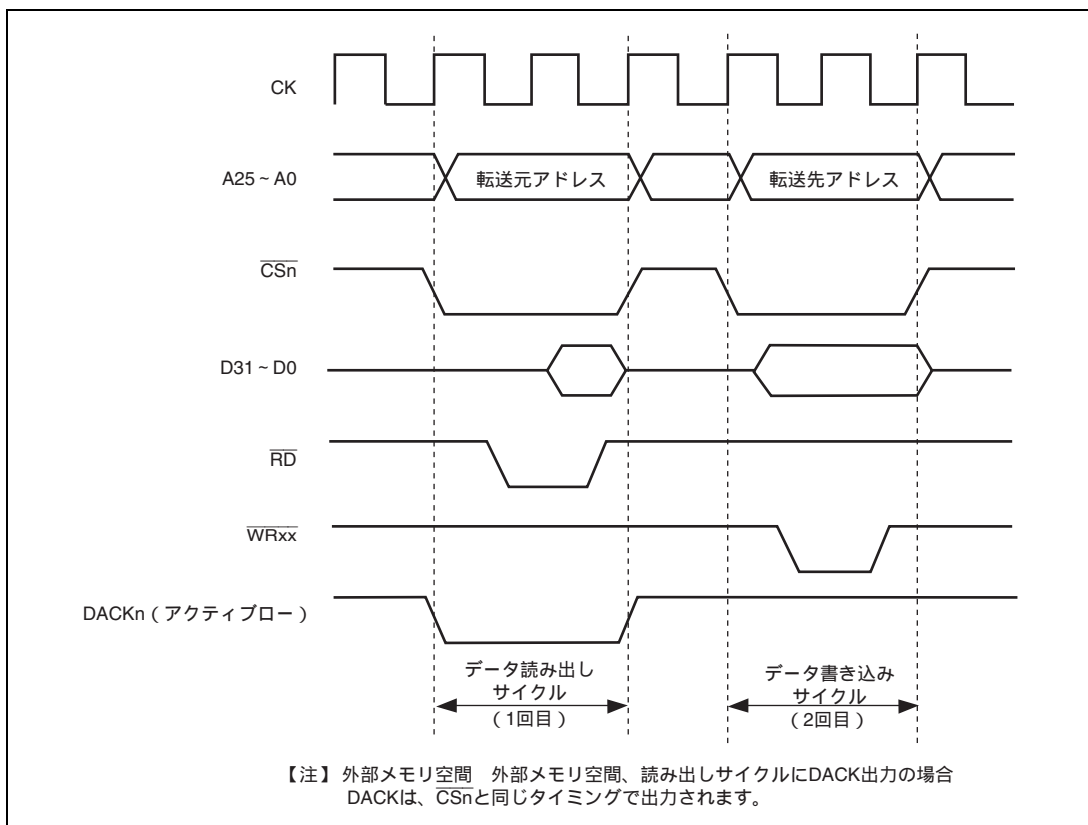 CK
A25~A0
転送元アドレス
転送先アドレス
CSn
D31~D0
RD
WRxx
DACKn(アクティブロー)
データ読み出し
サイクル
(1回目)
データ書き込み
サイクル
(2回目)
【注】 外部メモリ空間 外部メモリ空間、読み出しサイクルにDACK出力の場合
DACKは、CSnと同じタイミングで出力されます。